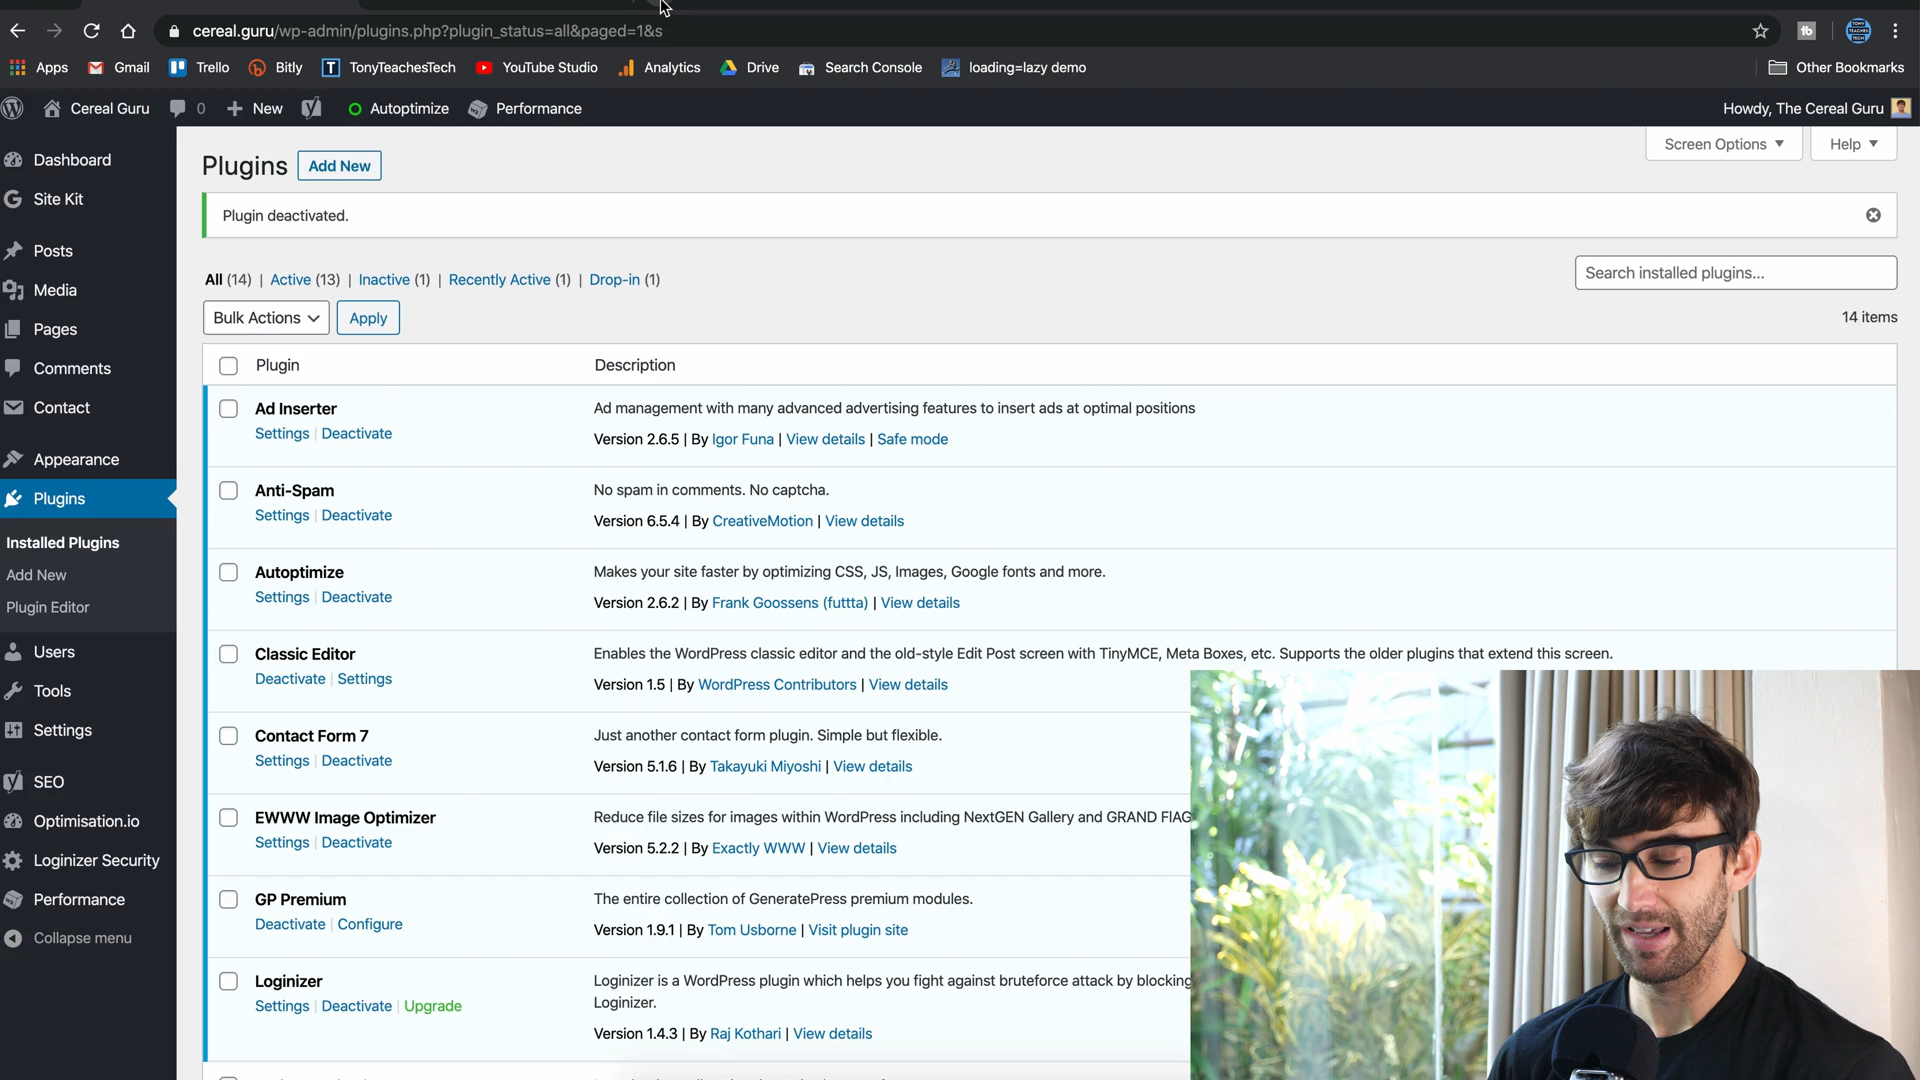 cereal.guru/wp-admin/plugins.php?plugin_status=all&paged=1&s
Apps Gmail Trello Bitly TonyTeachesTech YouTube Studio Analytics Drive Search Console loading=lazy demo Other Bookmarks
Cereal Guru 0 New Autoptimize Performance Howdy, The Cereal Guru
Screen Options Help
Plugins Add New
Plugin deactivated.
All (14) | Active (13) | Inactive (1) | Recently Active (1) | Drop-in (1)
Search installed plugins...
Bulk Actions Apply
14 items
Plugin Description
Ad Inserter
Settings | Deactivate
Ad management with many advanced advertising features to insert ads at optimal positions
Version 2.6.5 | By Igor Funa | View details | Safe mode
Anti-Spam
Settings | Deactivate
No spam in comments. No captcha.
Version 6.5.4 | By CreativeMotion | View details
Autoptimize
Settings | Deactivate
Makes your site faster by optimizing CSS, JS, Images, Google fonts and more.
Version 2.6.2 | By Frank Goossens (futtta) | View details
Classic Editor
Deactivate | Settings
Enables the WordPress classic editor and the old-style Edit Post screen with TinyMCE, Meta Boxes, etc. Supports the older plugins that extend this screen.
Version 1.5 | By WordPress Contributors | View details
Contact Form 7
Settings | Deactivate
Just another contact form plugin. Simple but flexible.
Version 5.1.6 | By Takayuki Miyoshi | View details
EWWW Image Optimizer
Settings | Deactivate
Reduce file sizes for images within WordPress including NextGEN Gallery and GRAND FlAG
Version 5.2.2 | By Exactly WWW | View details
GP Premium
Deactivate | Configure
The entire collection of GeneratePress premium modules.
Version 1.9.1 | By Tom Usborne | Visit plugin site
Loginizer
Settings | Deactivate | Upgrade
Loginizer is a WordPress plugin which helps you fight against bruteforce attack by blocking
Loginizer.
Version 1.4.3 | By Raj Kothari | View details
Dashboard
Site Kit
Posts
Media
Pages
Comments
Contact
Appearance
Plugins
Installed Plugins
Add New
Plugin Editor
Users
Tools
Settings
SEO
Optimisation.io
Loginizer Security
Performance
Collapse menu